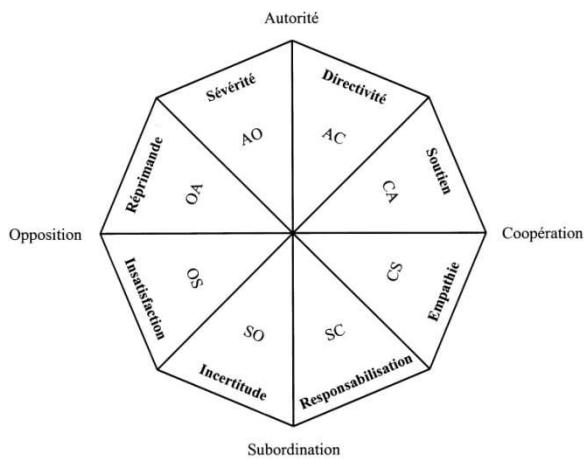 Autorité
Sévérité
Directivité
AO
AC
Réprimande
Soutien
OA
CA
Opposition
Coopération
OS
CS
Insatisfaction
Empathie
SO
SC
Incertitude
Responsabilisation
Subordination